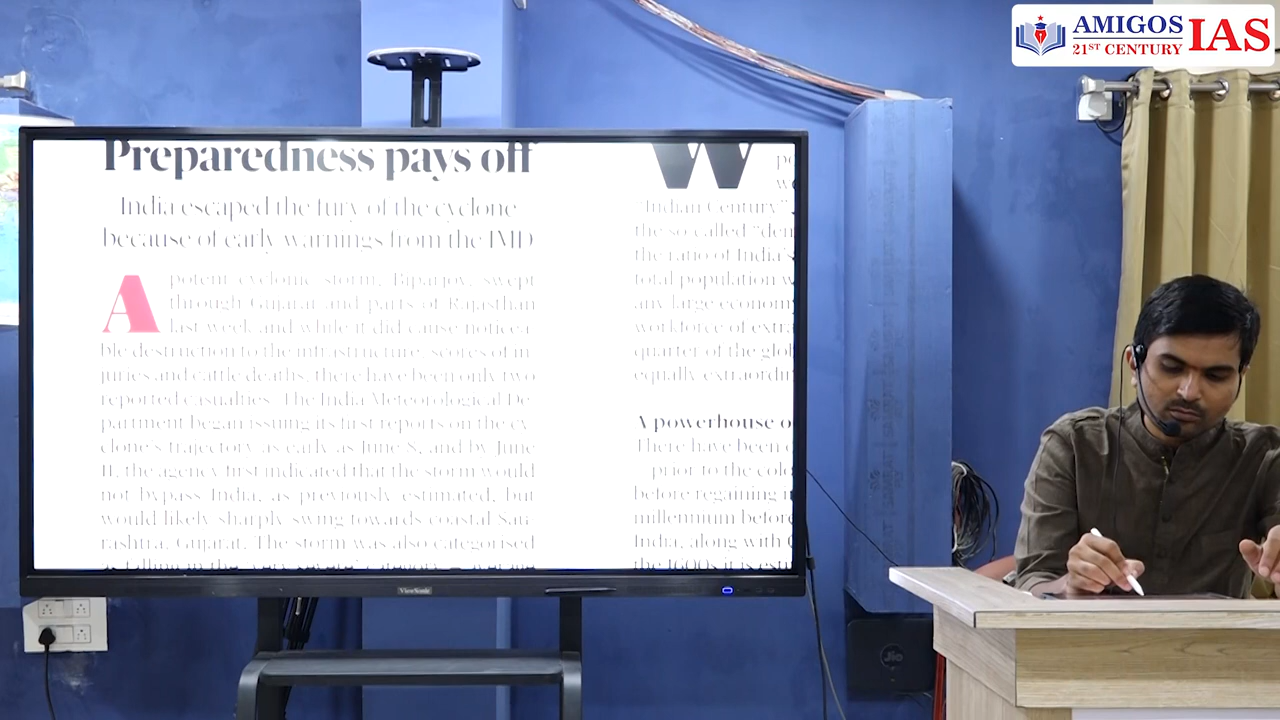 AMIGOS
21ST CENTURY
IAS
Preparedness pays off
India escaped the fury of the cyclone
because of early warnings from the IMD
A potent cyclonic storm, Biparjoy, swept
through Gujarat and parts of Rajasthan
last week and while it did cause noticea
ble destruction to the infrastructure, scores of in
juries and cattle deaths, there have been only two
reported casualties. The India Meteorological De
partment began issuing its first reports on the cy
clone's trajectory as early as June 8, and by June
11, the agency first indicated that the storm would
not bypass India, as previously estimated, but
would likely sharply swing towards coastal Sau
rashtra, Gujarat. The storm was also categorised
W
Indian Century",
the so-called "dem
the ratio of India's
total population w
any large econom
workforce of extra
quarter of the glob
equally extraordin
A powerhouse o
There have been
prior to the colo
before regaining
millennium before
India, along with
ViewSonic
Jio